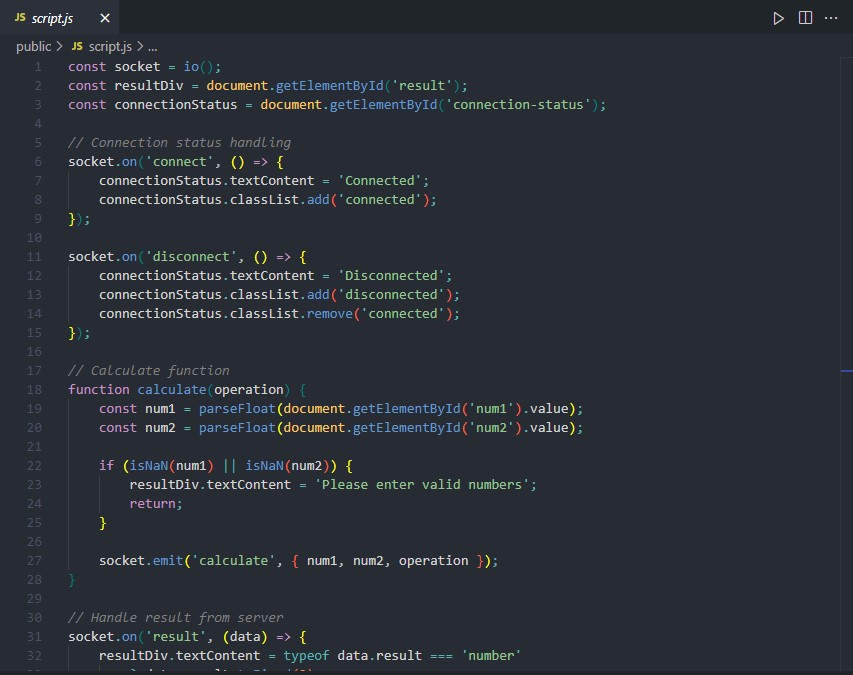 JS script.js ×
public > JS script.js > ...
1 const socket = io();
2 const resultDiv = document.getElementById('result');
3 const connectionStatus = document.getElementById('connection-status');
4
5 // Connection status handling
6 socket.on('connect', () => {
7     connectionStatus.textContent = 'Connected';
8     connectionStatus.classList.add('connected');
9 });
10
11 socket.on('disconnect', () => {
12     connectionStatus.textContent = 'Disconnected';
13     connectionStatus.classList.add('disconnected');
14     connectionStatus.classList.remove('connected');
15 });
16
17 // Calculate function
18 function calculate(operation) {
19     const num1 = parseFloat(document.getElementById('num1').value);
20     const num2 = parseFloat(document.getElementById('num2').value);
21
22     if (isNaN(num1) || isNaN(num2)) {
23         resultDiv.textContent = 'Please enter valid numbers';
24         return;
25     }
26
27     socket.emit('calculate', { num1, num2, operation });
28 }
29
30 // Handle result from server
31 socket.on('result', (data) => {
32     resultDiv.textContent = typeof data.result === 'number'